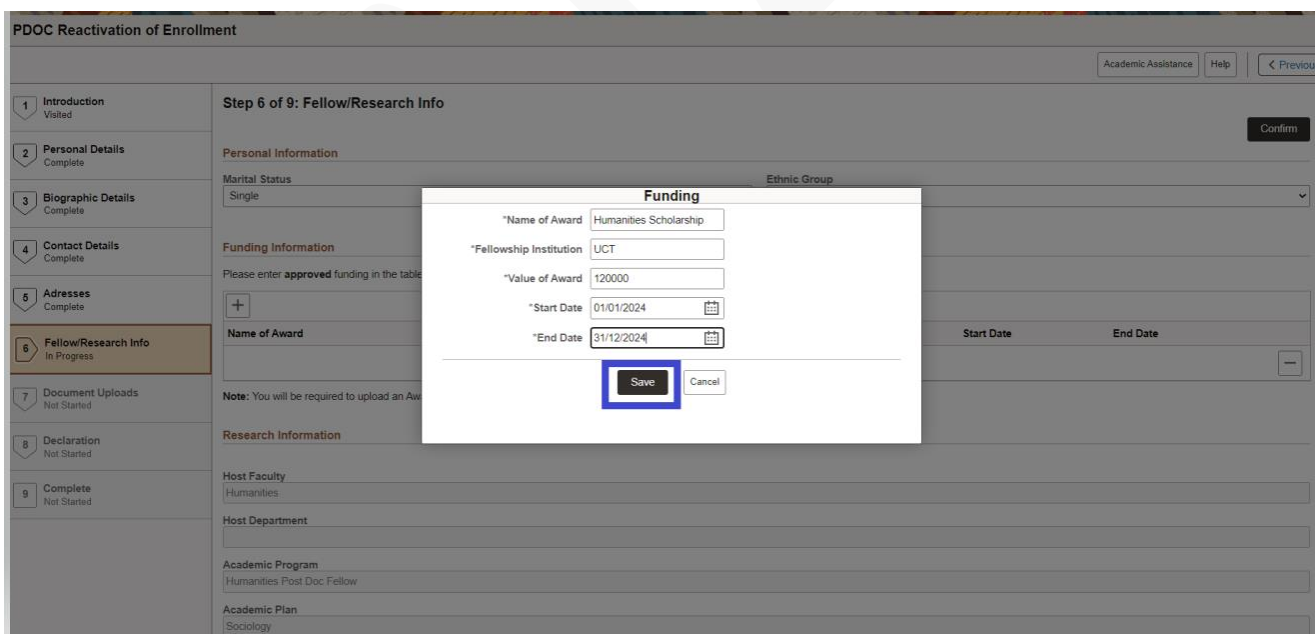 PDOC Reactivation of Enrollment
Academic Assistance Help Previou
1 Introduction
Visited
2 Personal Details
Complete
3 Biographic Details
Complete
4 Contact Details
Complete
5 Adresses
Complete
6 Fellow/Research Info
In Progress
7 Document Uploads
Not Started
8 Declaration
Not Started
9 Complete
Not Started
Step 6 of 9: Fellow/Research Info
Confirm
Personal Information
Marital Status Ethnic Group
Single
Funding Information
Please enter approved funding in the table
+
Name of Award Start Date End Date
Note: You will be required to upload an Aw
Funding
*Name of Award Humanities Scholarship
*Fellowship Institution UCT
*Value of Award 120000
*Start Date 01/01/2024
*End Date 31/12/2024
Save Cancel
Research Information
Host Faculty
Humanities
Host Department
Academic Program
Humanities Post Doc Fellow
Academic Plan
Sociology